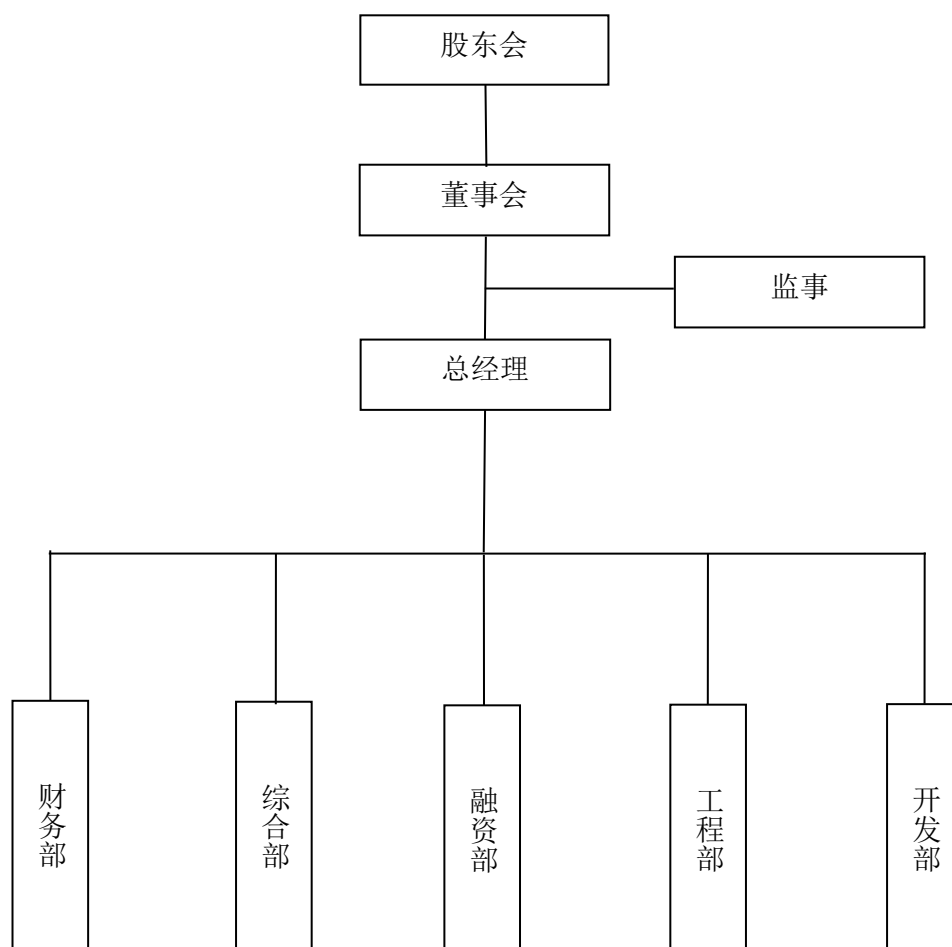 股东会
董事会
监事
总经理
财务部
综合部
融资部
工程部
开发部